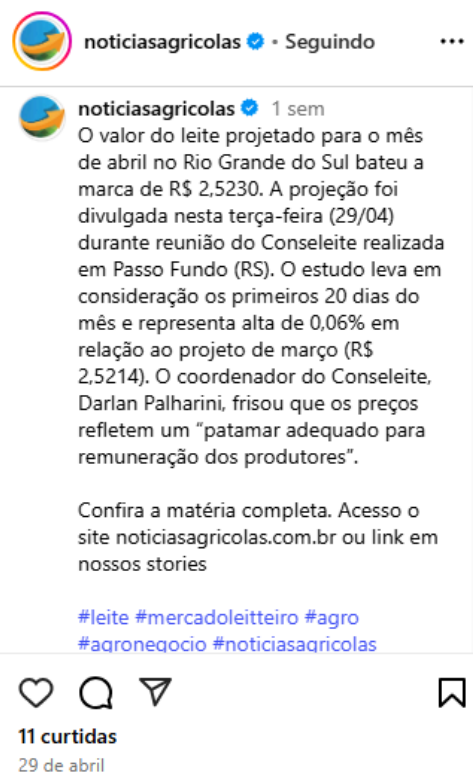 noticiasagricolas • Seguindo
noticiasagricolas 1 sem
O valor do leite projetado para o mês
de abril no Rio Grande do Sul bateu a
marca de R$ 2,5230. A projeção foi
divulgada nesta terça-feira (29/04)
durante reunião do Conseleite realizada
em Passo Fundo (RS). O estudo leva em
consideração os primeiros 20 dias do
mês e representa alta de 0,06% em
relação ao projeto de março (R$
2,5214). O coordenador do Conseleite,
Darlan Palharini, frisou que os preços
refletem um “patamar adequado para
remuneração dos produtores”.
Confira a matéria completa. Acesso o
site noticiasagricolas.com.br ou link em
nossos stories
#leite #mercadoleitteiro #agro
#agronegocio #noticiasagricolas
11 curtidas
29 de abril